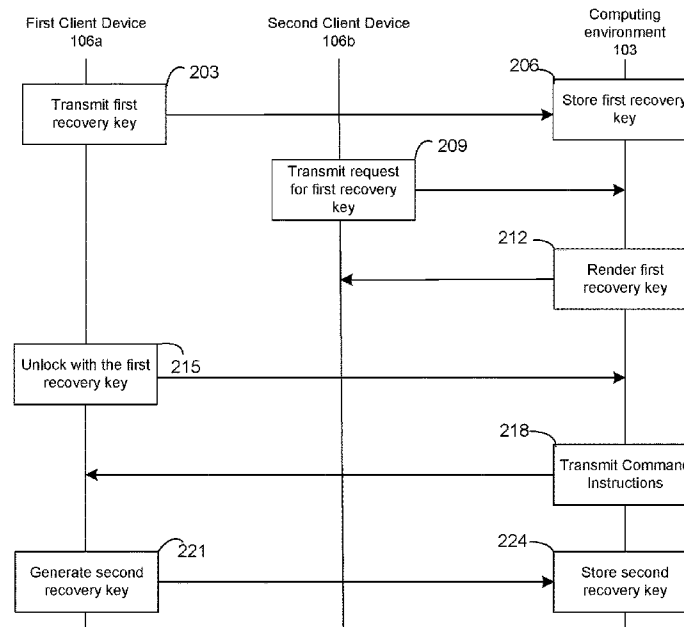 First Client Device
106a
Second Client Device
106b
Computing
environment
103
203
Transmit first
recovery key
206
Store first recovery
key
209
Transmit request
for first recovery
key
212
Render first
recovery key
Unlock with the first
recovery key
215
218
Transmit Command
Instructions
221
Generate second
recovery key
224
Store second
recovery key